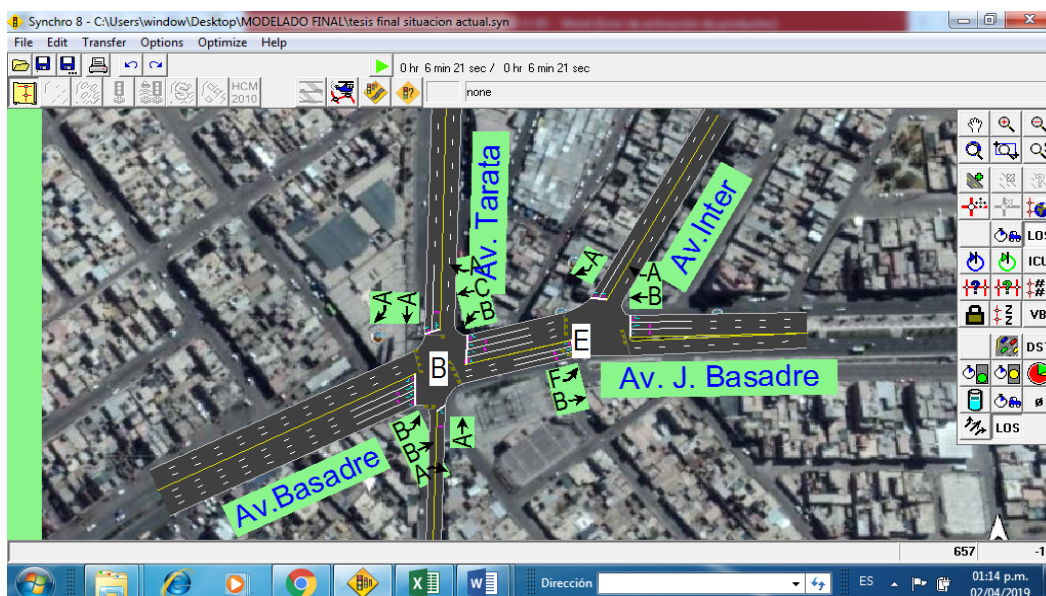 Synchro 8 - C:\Users\window\Desktop\MODELADO FINAL\tesis final situacion actual.syn
File Edit Transfer Options Optimize Help
0 hr 6 min 21 sec / 0 hr 6 min 21 sec
HCM
2010
none
Av. Tarata
Av.Inter
A
A
A
A
C
B
A
B
B
E
F
B
Av. J. Basadre
B
B
A
A
Av.Basadre
LOS
ICU
VB
DS
LOS
657 -1
Dirección
ES
01:14 p.m.
02/04/2019